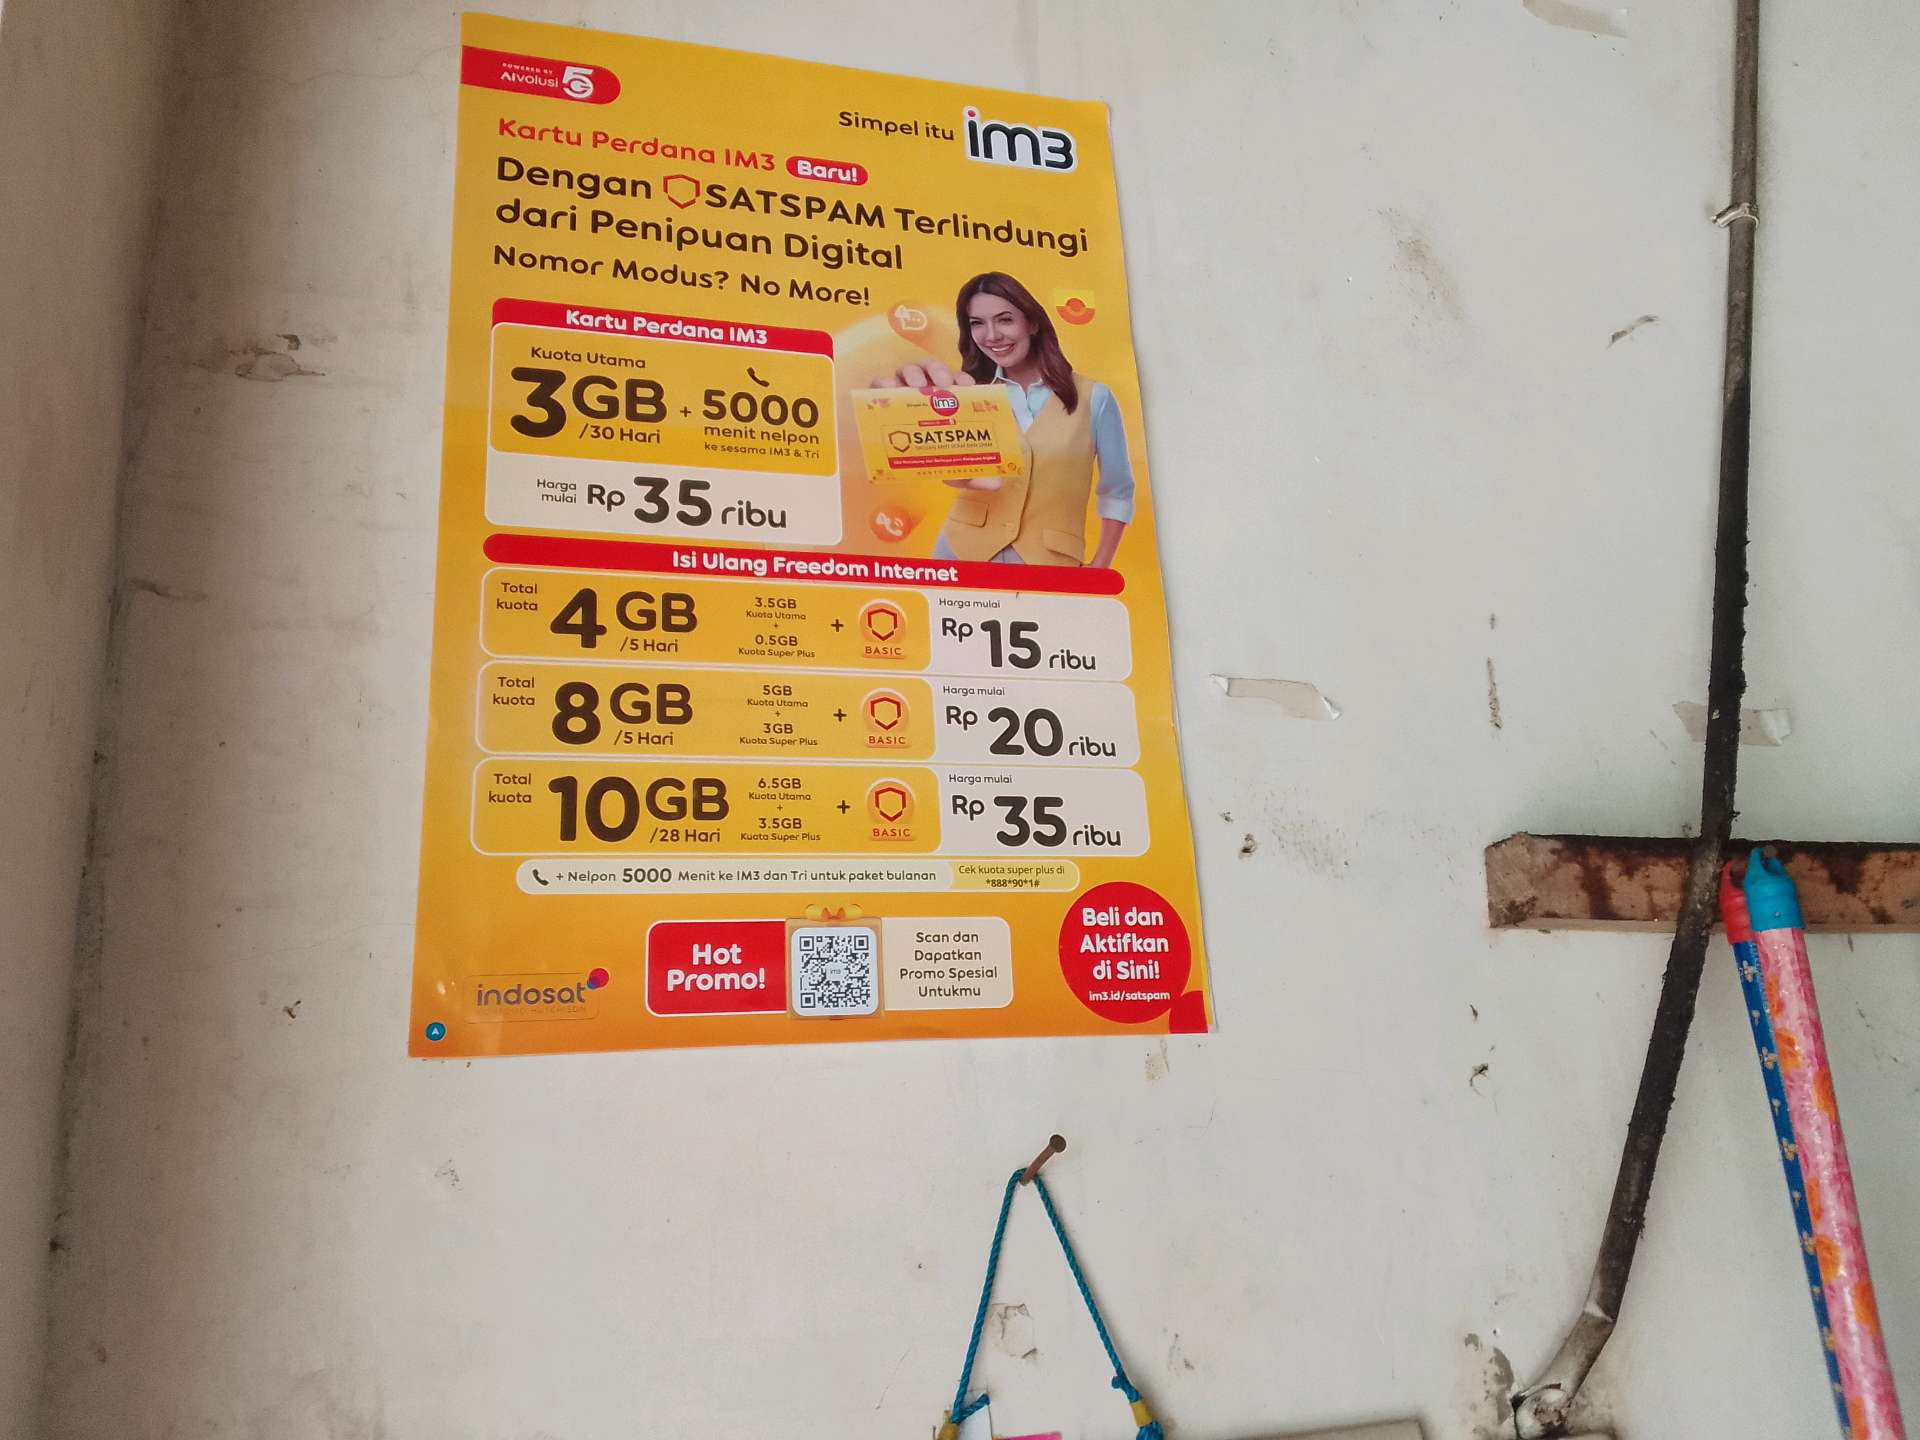 POWERED BY
AIvolusi 5G
Simpel itu im3
Kartu Perdana IM3 Baru!
Dengan SATSPAM Terlindungi
dari Penipuan Digital
Nomor Modus? No More!
Kartu Perdana IM3
Kuota Utama
3GB
/30 Hari
+ 5000
menit nelpon
ke sesama IM3 & Tri
Harga
mulai
Rp 35 ribu
Simpel itu im3
SATSPAM
Isi Ulang Freedom Internet
Total
kuota
4GB
/5 Hari
3.5GB
Kuota Utama
+
0.5GB
Kuota Super Plus
+
BASIC
Harga mulai
Rp 15 ribu
Total
kuota
8GB
/5 Hari
5GB
Kuota Utama
+
3GB
Kuota Super Plus
+
BASIC
Harga mulai
Rp 20 ribu
Total
kuota
10GB
/28 Hari
6.5GB
Kuota Utama
+
3.5GB
Kuota Super Plus
+
BASIC
Harga mulai
Rp 35 ribu
+ Nelpon 5000 Menit ke IM3 dan Tri untuk paket bulanan
Cek kuota super plus di
*888*90*1#
Hot
Promo!
Scan dan
Dapatkan
Promo Spesial
Untukmu
Beli dan
Aktifkan
di Sini!
im3.id/satspam
indosat
A